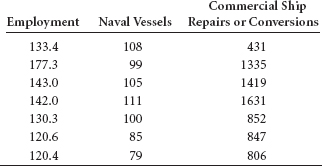 Commercial Ship
Employment Naval Vessels Repairs or Conversions
133.4 108 431
177.3 99 1335
143.0 105 1419
142.0 111 1631
130.3 100 852
120.6 85 847
120.4 79 806